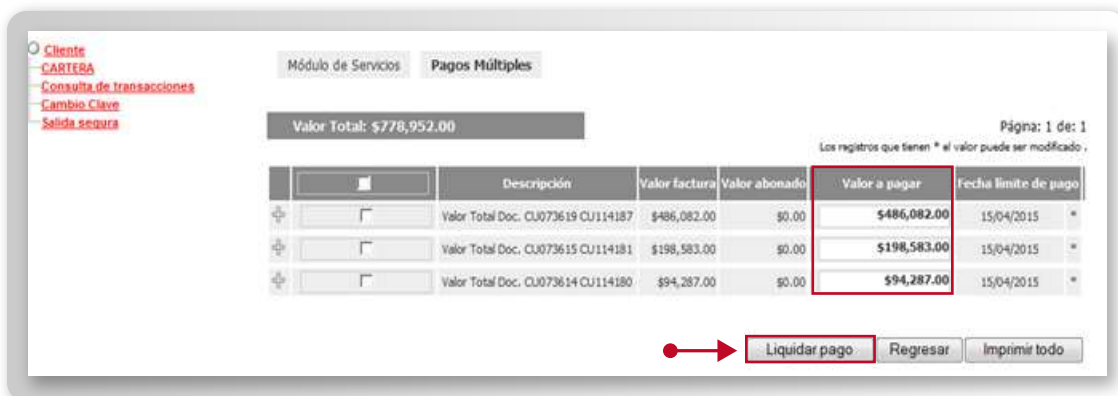 Cliente
CARTERA
Consulta de transacciones
Cambio Clave
Salida segura
Módulo de Servicios Pagos Múltiples
Valor Total: $778,952.00
Página: 1 de: 1
Los registros que tienen * el valor puede ser modificado .
Descripción Valor factura Valor abonado Valor a pagar Fecha límite de pago
Valor Total Doc. CU073619 CU114187 $486,082.00 $0.00 $486,082.00 15/04/2015 *
Valor Total Doc. CU073615 CU114181 $198,583.00 $0.00 $198,583.00 15/04/2015 *
Valor Total Doc. CU073614 CU114180 $94,287.00 $0.00 $94,287.00 15/04/2015 *
Liquidar pago Regresar Imprimir todo